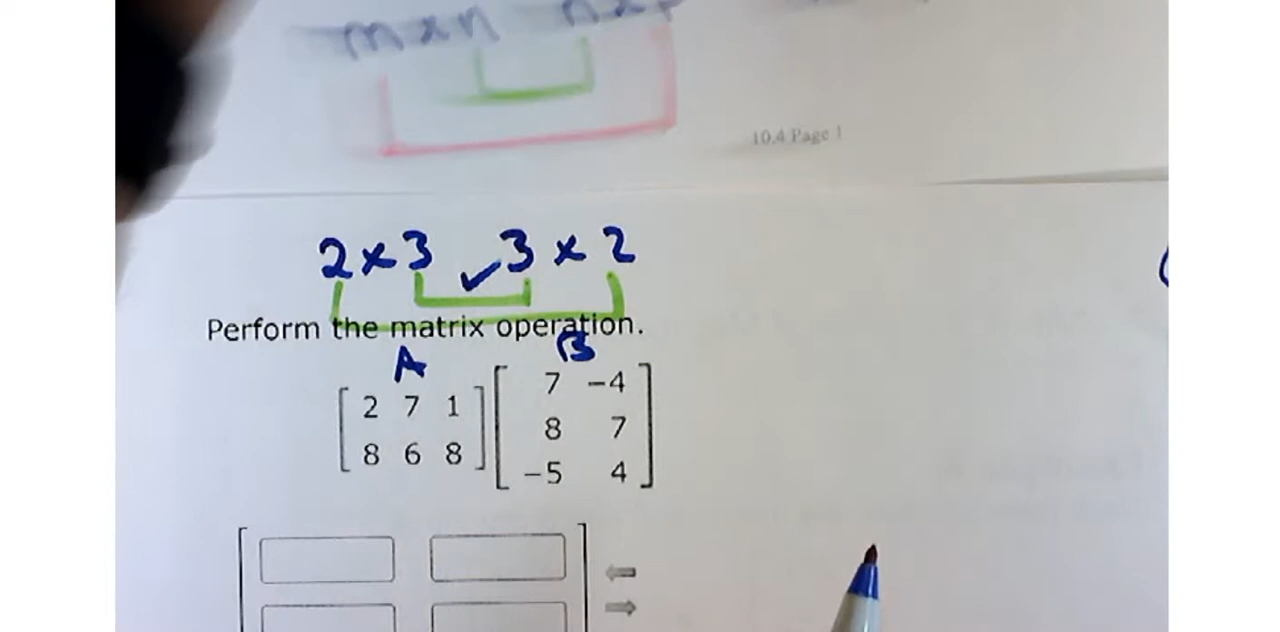 m x n n x
10.4 Page 1
2 x 3 ✓ 3 x 2
Perform the matrix operation.
A B
2 7 1
8 6 8
7 -4
8 7
-5 4